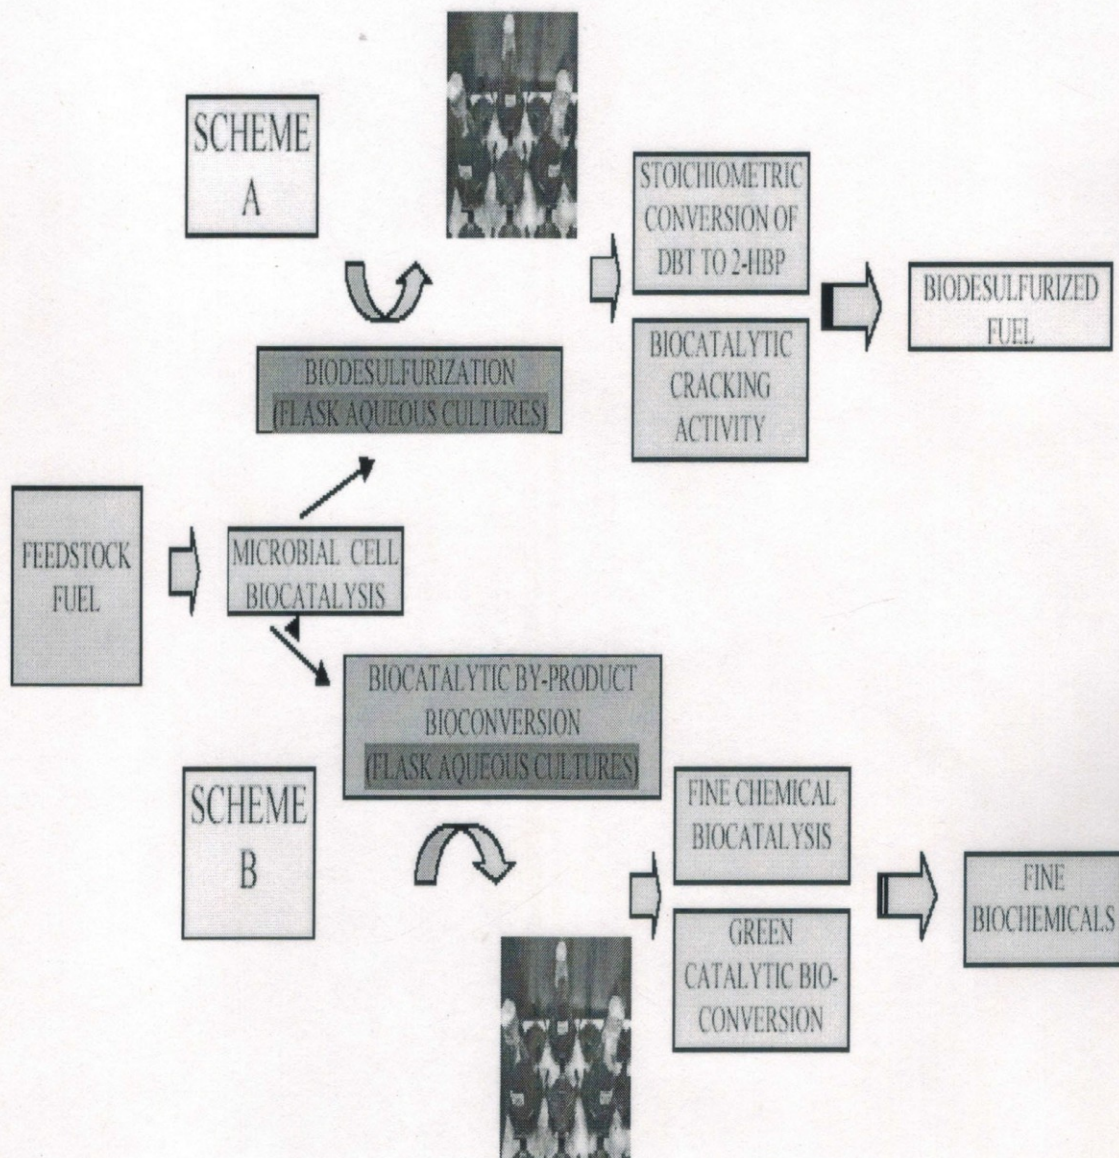 SCHEME
A
STOICHIOMETRIC
CONVERSION OF
DBT TO 2-HBP
BIODESULFURIZED
FUEL
BIOCATALYTIC
CRACKING
ACTIVITY
BIODESULFURIZATION
(FLASK AQUEOUS CULTURES)
FEEDSTOCK
FUEL
MICROBIAL CELL
BIOCATALYSIS
BIOCATALYTIC BY-PRODUCT
BIOCONVERSION
(FLASK AQUEOUS CULTURES)
SCHEME
B
FINE CHEMICAL
BIOCATALYSIS
GREEN
CATALYTIC BIO-
CONVERSION
FINE
BIOCHEMICALS